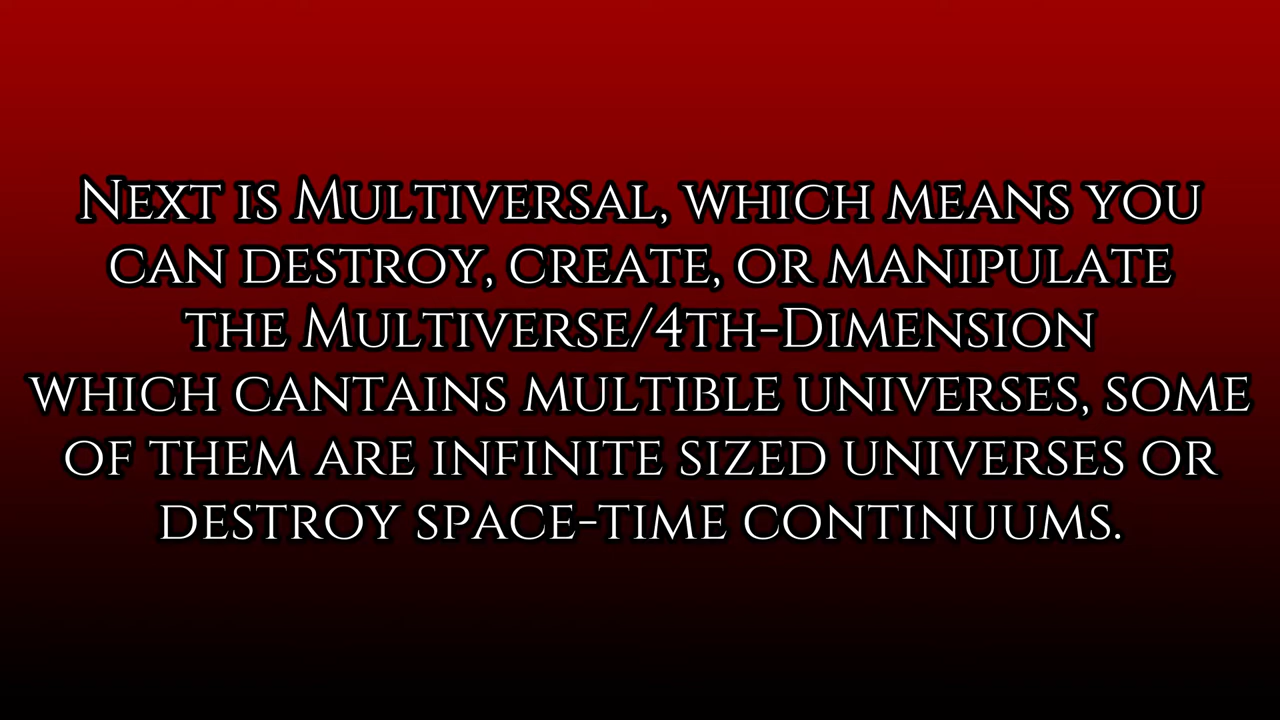 Next is Multiversal, which means you
can destroy, create, or manipulate
the Multiverse/4th-Dimension
which cantains multible universes, some
of them are infinite sized universes or
destroy space-time continuums.